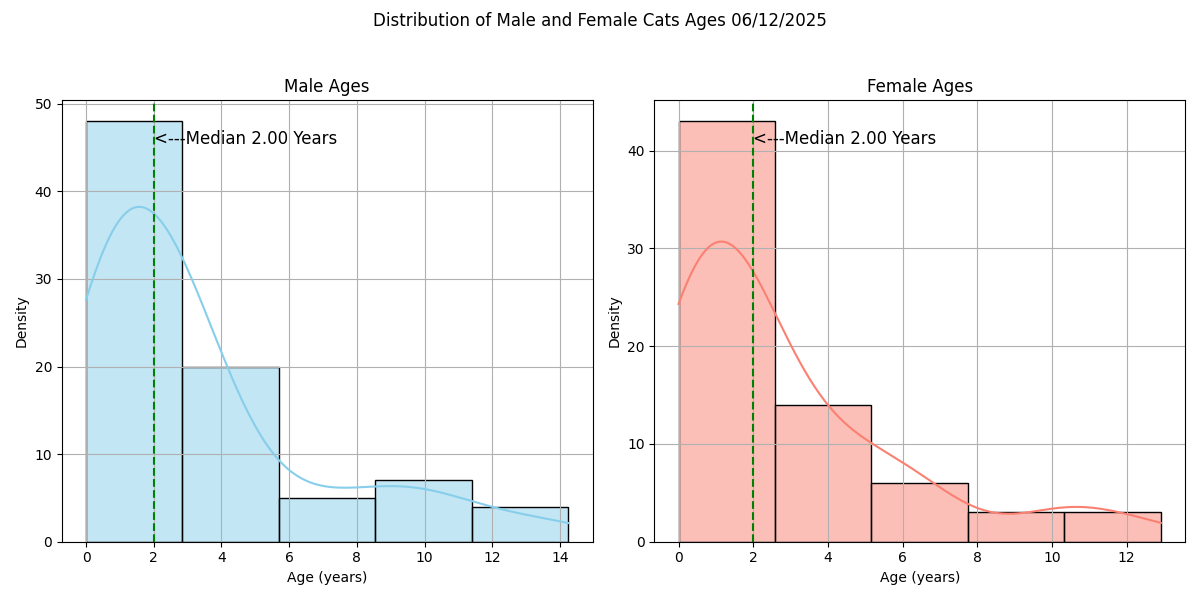 Distribution of Male and Female Cats Ages 06/12/2025
Male Ages
50
40
30
20
10
0
Density
<---Median 2.00 Years
0 2 4 6 8 10 12 14
Age (years)
Female Ages
40
30
20
10
0
Density
<---Median 2.00 Years
0 2 4 6 8 10 12
Age (years)